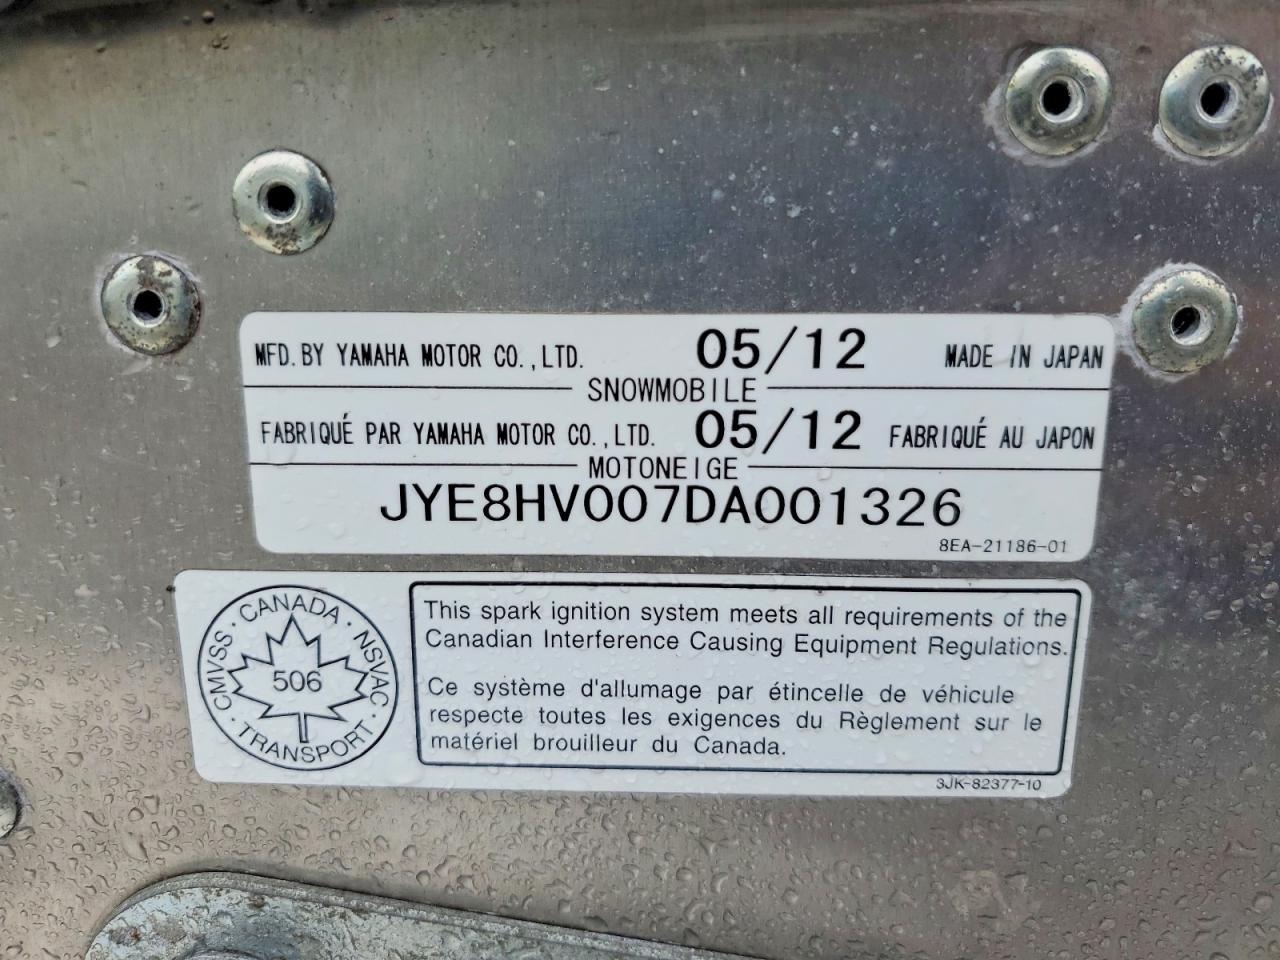 MFD. BY YAMAHA MOTOR CO., LTD. 05/12 MADE IN JAPAN
SNOWMOBILE
FABRIQUÉ PAR YAMAHA MOTOR CO., LTD. 05/12 FABRIQUÉ AU JAPON
MOTONEIGE
JYE8HV007DA001326
8EA-21186-01
CANADA · NSVAC · TRANSPORT · CMVSS ·
506
This spark ignition system meets all requirements of the
Canadian Interference Causing Equipment Regulations.
Ce système d'allumage par étincelle de véhicule
respecte toutes les exigences du Règlement sur le
matériel brouilleur du Canada.
3JK-82377-10